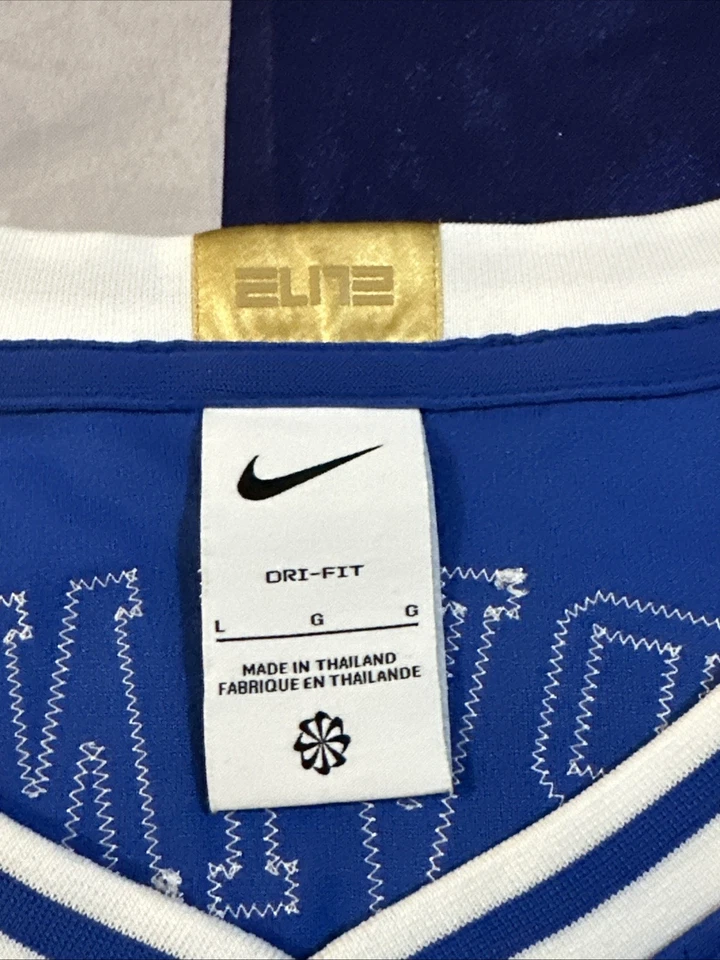 ELITE
DRI-FIT
L G G
MADE IN THAILAND
FABRIQUE EN THAILANDE